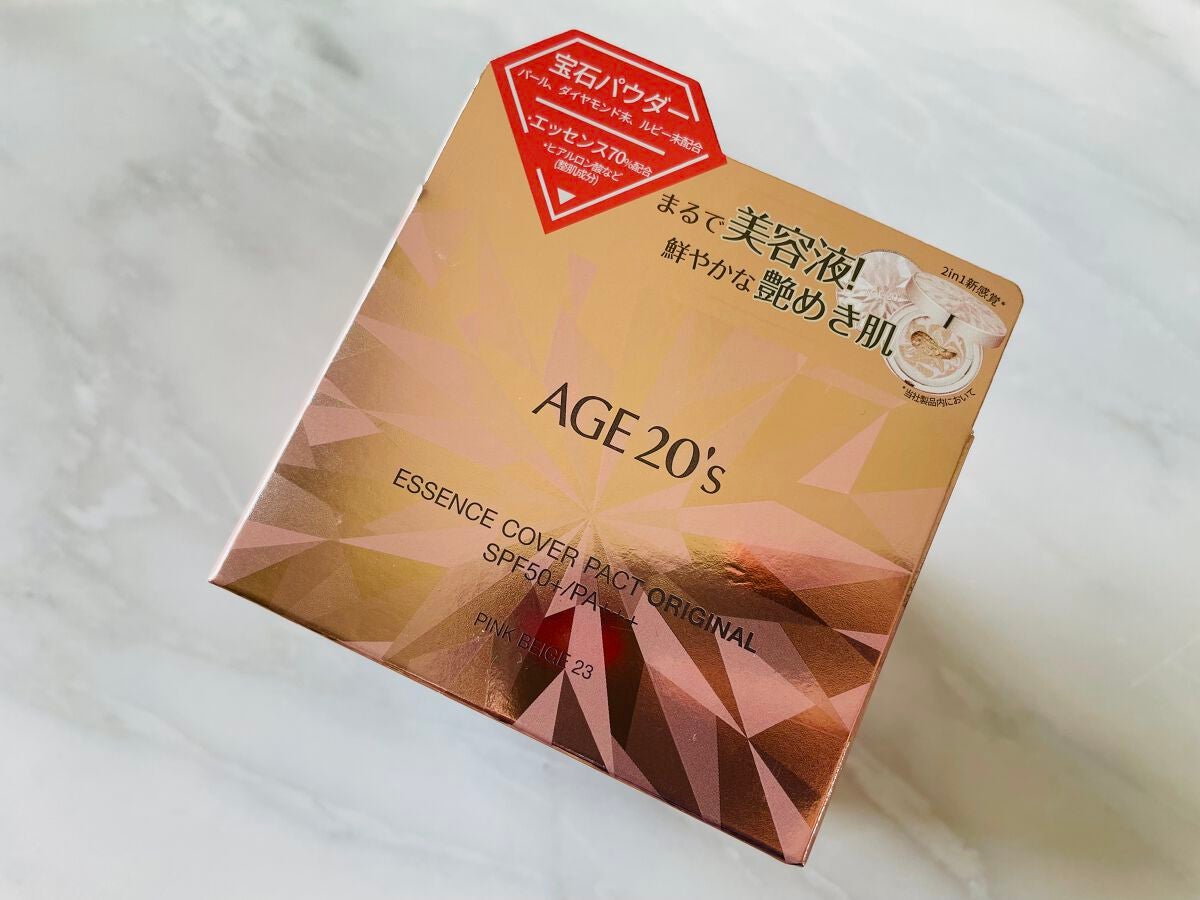 宝石パウダー
パール、ダイヤモンド末、ルビー末配合
*エッセンス70%配合
*ヒアルロン酸など
(整肌成分)
まるで美容液!
鮮やかな艶めき肌
2in1新感覚*
*当社製品内において
AGE 20's
ESSENCE COVER PACT ORIGINAL
SPF50+/PA+++
PINK BEIGE 23